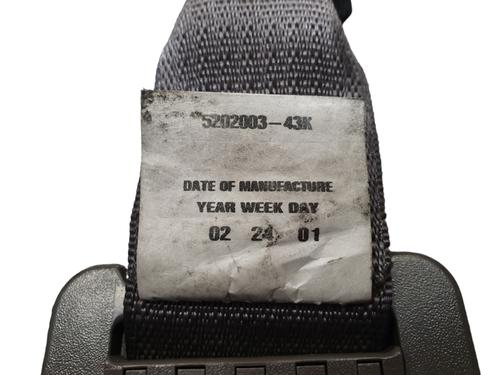 5202003-43K
DATE OF MANUFACTURE
YEAR WEEK DAY
02 24 01